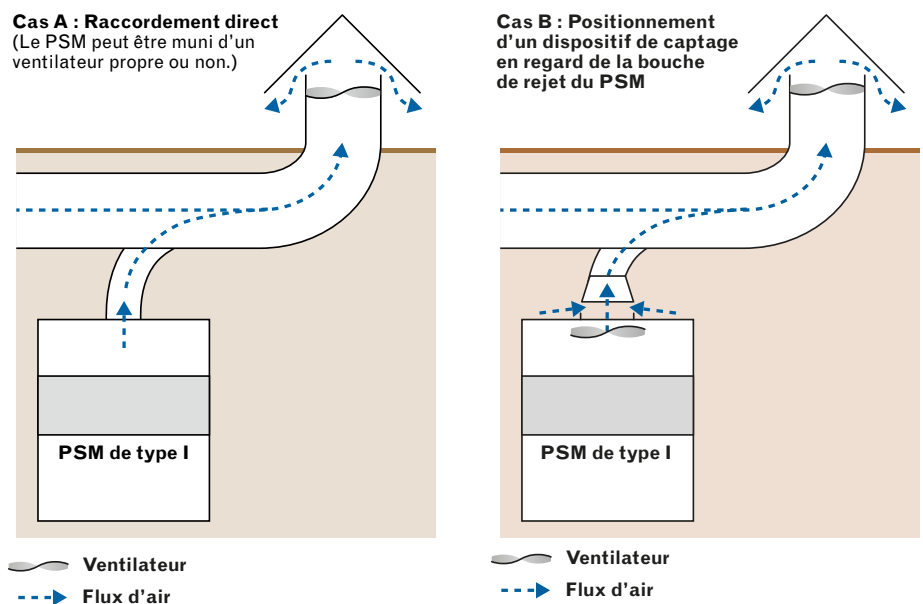 Cas A : Raccordement direct
(Le PSM peut être muni d'un
ventilateur propre ou non.)
PSM de type I
Ventilateur
Flux d'air
Cas B : Positionnement
d'un dispositif de captage
en regard de la bouche
de rejet du PSM
PSM de type I
Ventilateur
Flux d'air